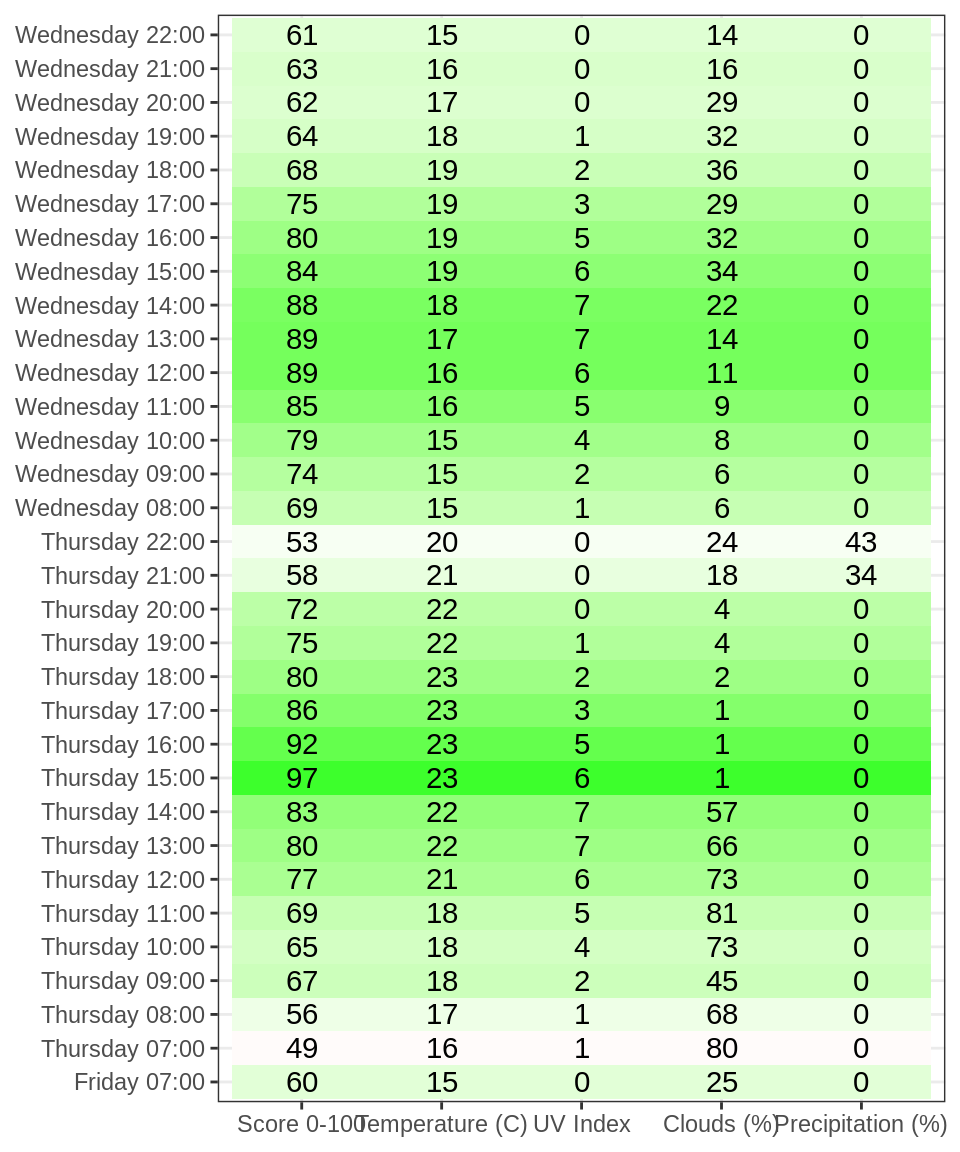 Wednesday 22:00 61 15 0 14 0
Wednesday 21:00 63 16 0 16 0
Wednesday 20:00 62 17 0 29 0
Wednesday 19:00 64 18 1 32 0
Wednesday 18:00 68 19 2 36 0
Wednesday 17:00 75 19 3 29 0
Wednesday 16:00 80 19 5 32 0
Wednesday 15:00 84 19 6 34 0
Wednesday 14:00 88 18 7 22 0
Wednesday 13:00 89 17 7 14 0
Wednesday 12:00 89 16 6 11 0
Wednesday 11:00 85 16 5 9 0
Wednesday 10:00 79 15 4 8 0
Wednesday 09:00 74 15 2 6 0
Wednesday 08:00 69 15 1 6 0
Thursday 22:00 53 20 0 24 43
Thursday 21:00 58 21 0 18 34
Thursday 20:00 72 22 0 4 0
Thursday 19:00 75 22 1 4 0
Thursday 18:00 80 23 2 2 0
Thursday 17:00 86 23 3 1 0
Thursday 16:00 92 23 5 1 0
Thursday 15:00 97 23 6 1 0
Thursday 14:00 83 22 7 57 0
Thursday 13:00 80 22 7 66 0
Thursday 12:00 77 21 6 73 0
Thursday 11:00 69 18 5 81 0
Thursday 10:00 65 18 4 73 0
Thursday 09:00 67 18 2 45 0
Thursday 08:00 56 17 1 68 0
Thursday 07:00 49 16 1 80 0
Friday 07:00 60 15 0 25 0
Score 0-100 Temperature (C) UV Index Clouds (%) Precipitation (%)